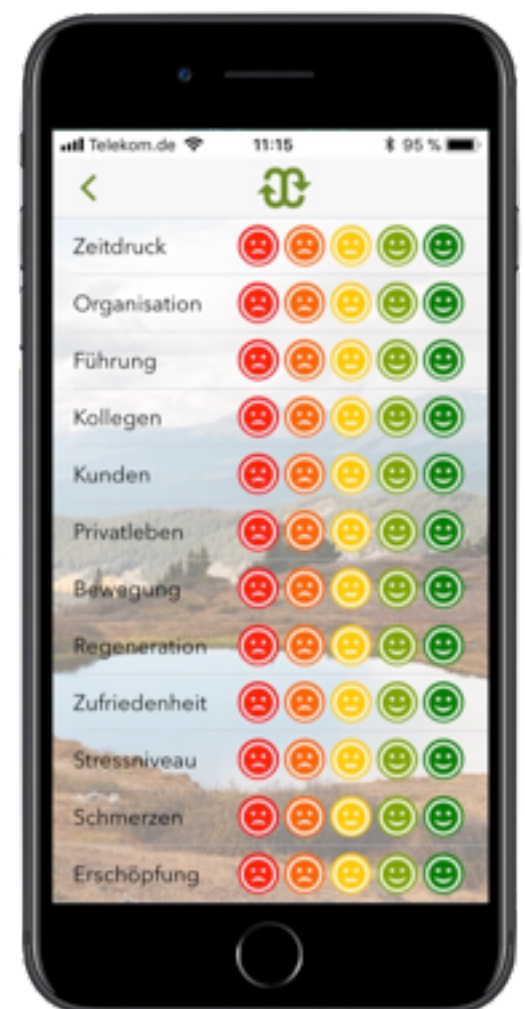 Telekom.de 11:15 95 %
Zeitdruck
Organisation
Führung
Kollegen
Kunden
Privatleben
Bewegung
Regeneration
Zufriedenheit
Stressniveau
Schmerzen
Erschöpfung